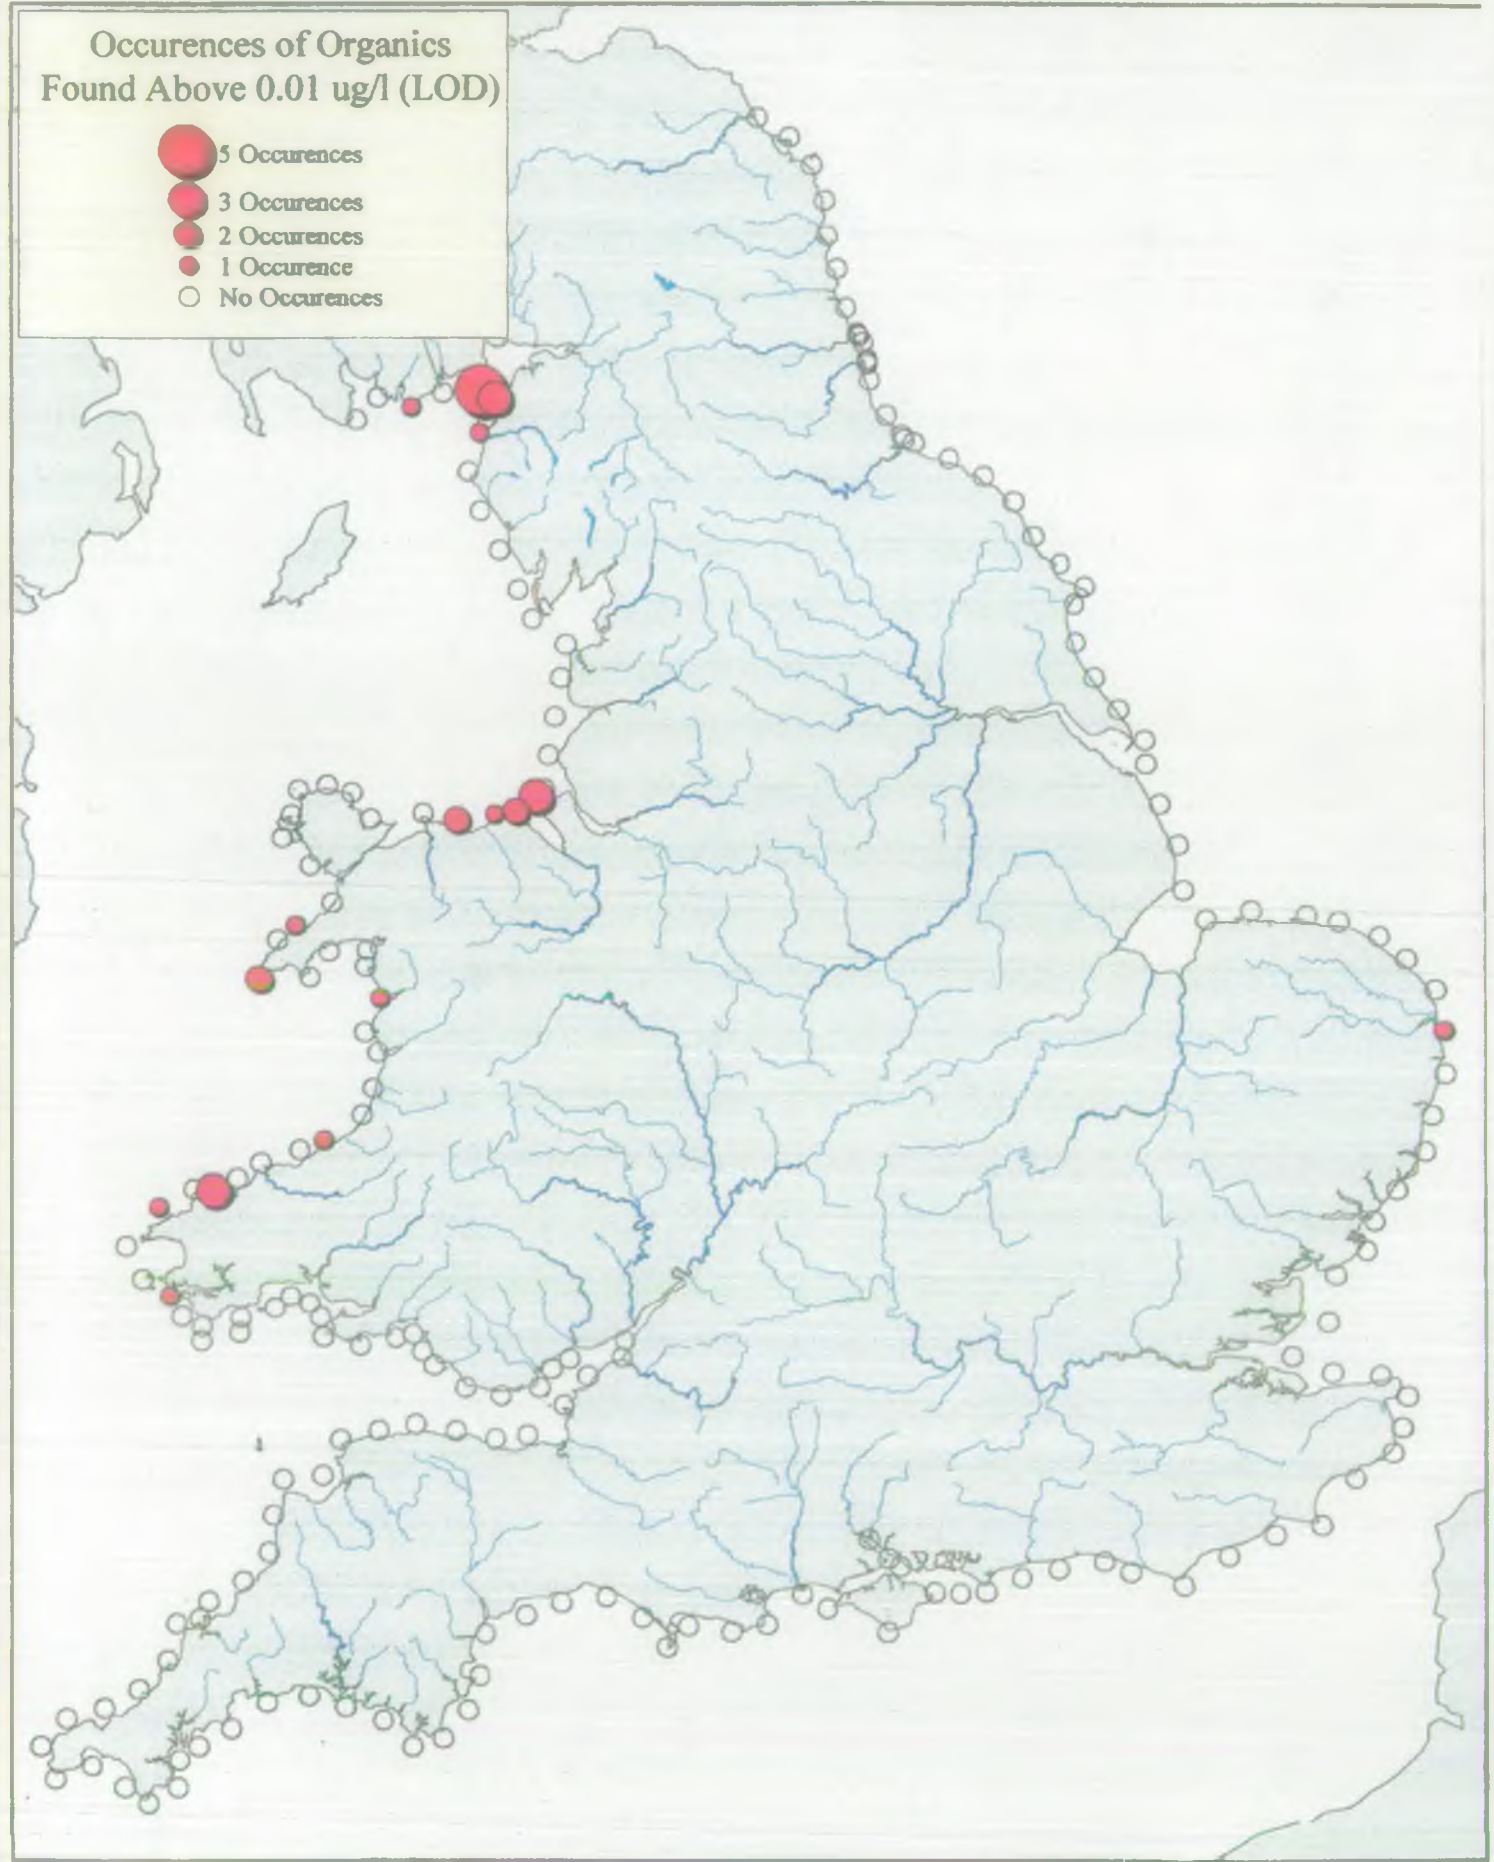 Occurences of Organics
Found Above 0.01 ug/l (LOD)
5 Occurences
3 Occurences
2 Occurences
1 Occurence
No Occurences